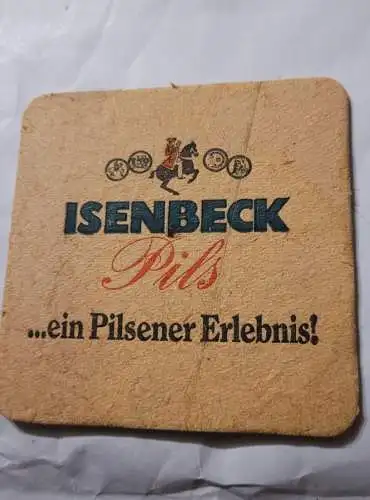 ISENBECK
Pils
...ein Pilsener Erlebnis!